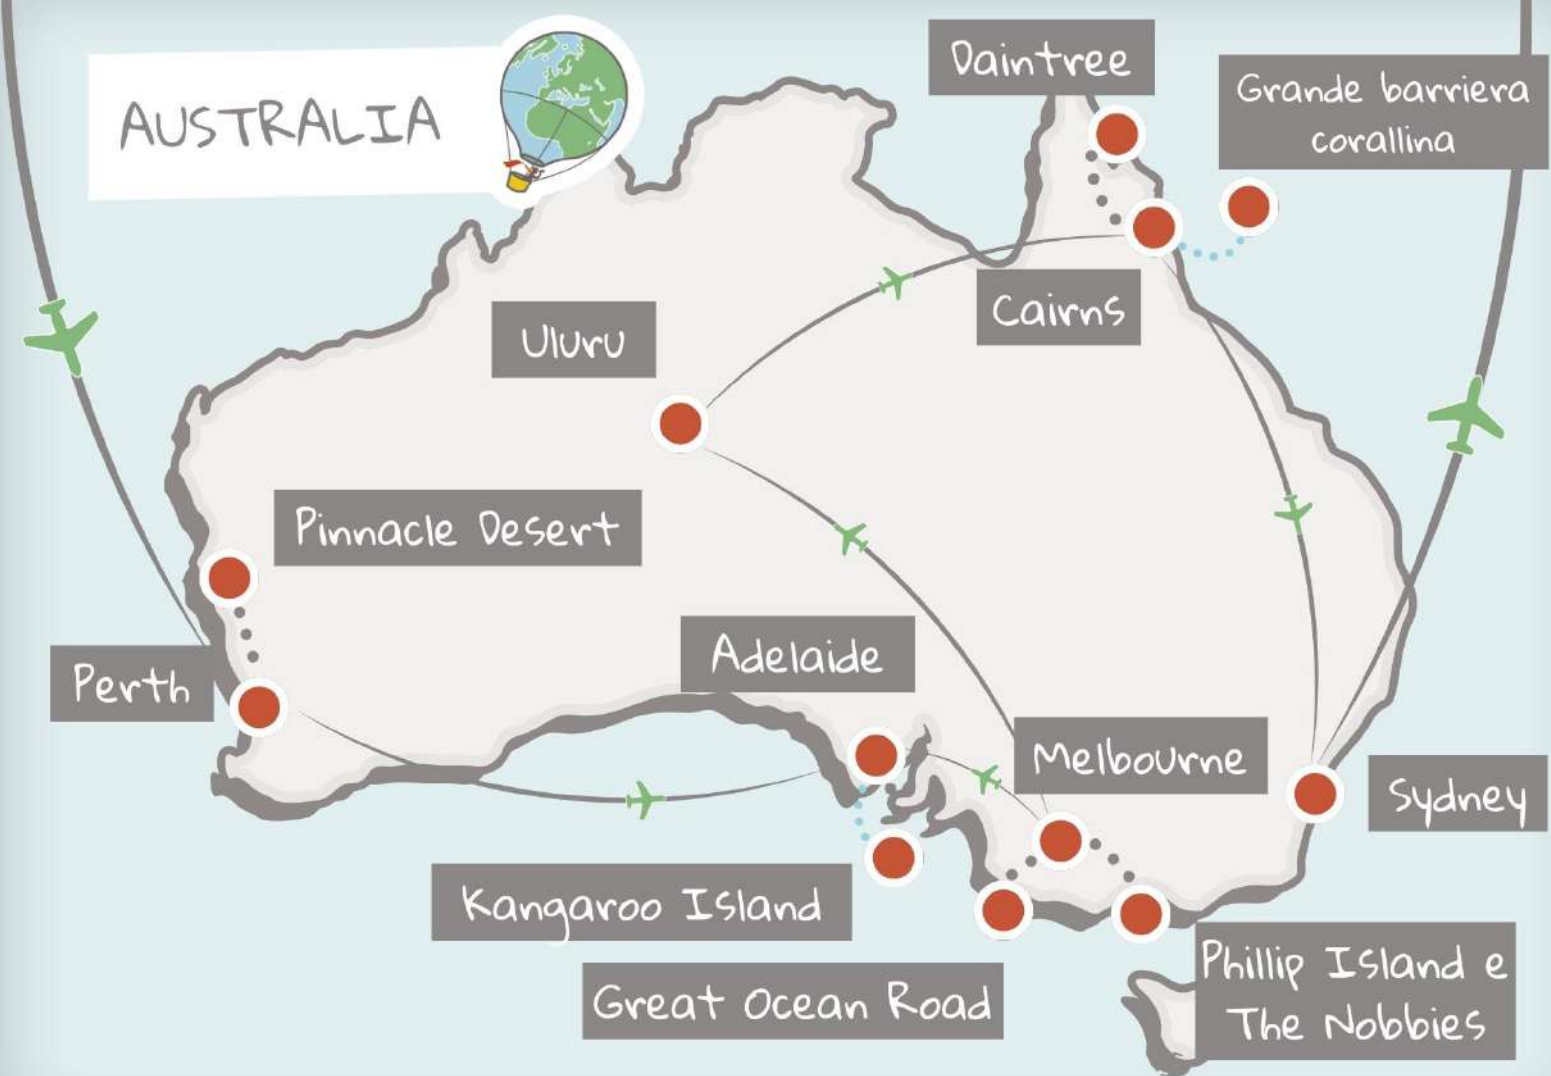 AUSTRALIA
Daintree
Grande barriera
corallina
Uluru
Cairns
Pinnacle Desert
Adelaide
Perth
Melbourne
Sydney
Kangaroo Island
Great Ocean Road
Phillip Island e
The Nobbies